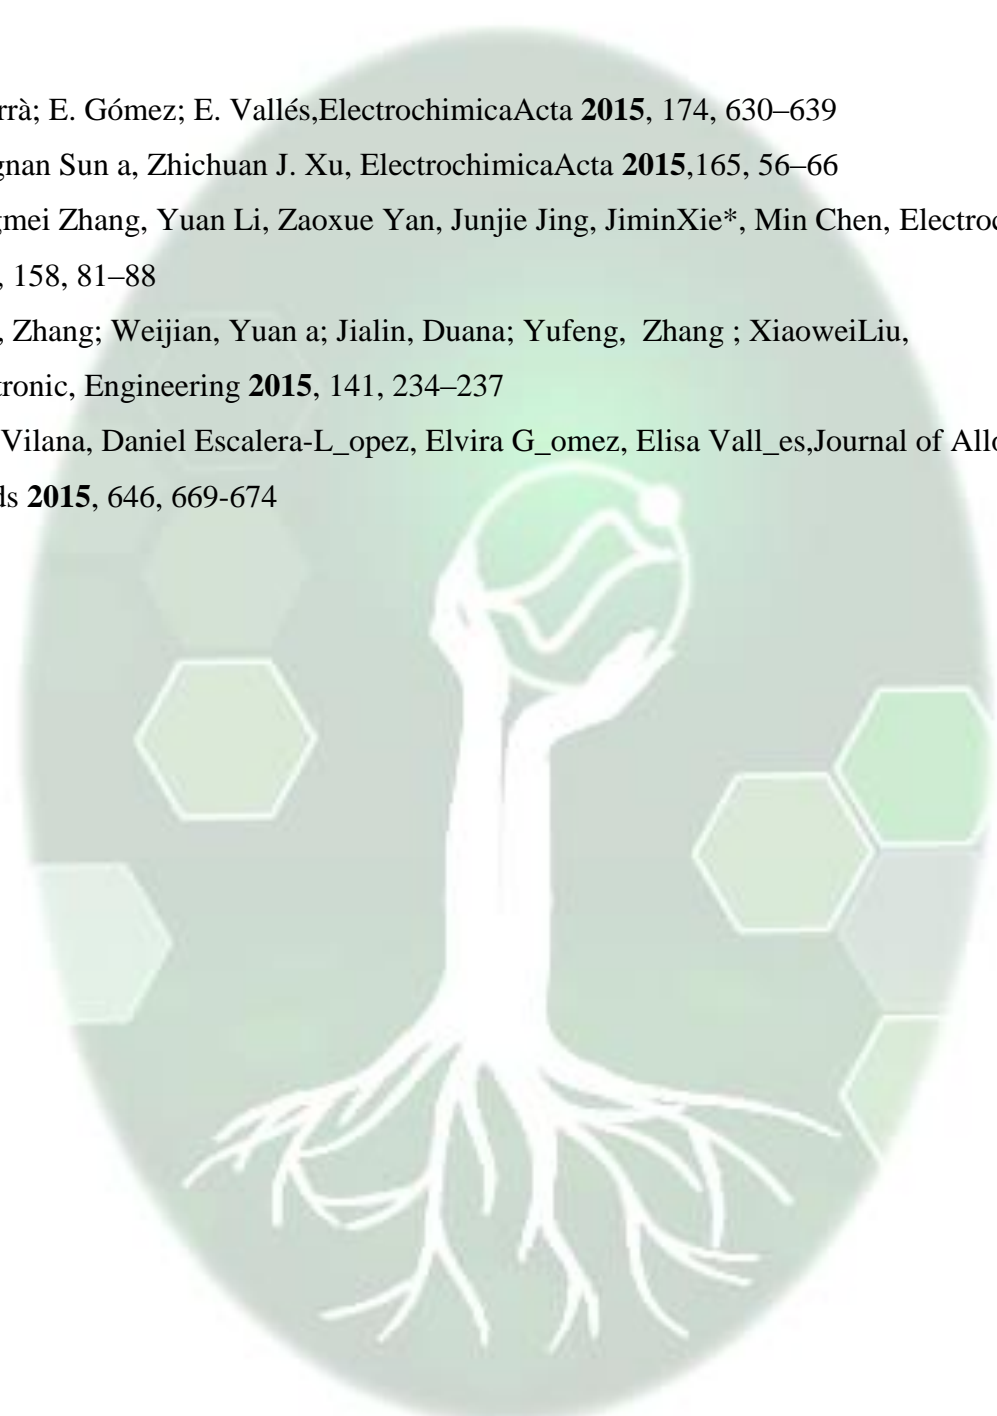 rrà; E. Gómez; E. Vallés,ElectrochimicaActa 2015, 174, 630–639
gnan Sun a, Zhichuan J. Xu, ElectrochimicaActa 2015,165, 56–66
gmei Zhang, Yuan Li, Zaoxue Yan, Junjie Jing, JiminXie*, Min Chen, Electroc
, 158, 81–88
, Zhang; Weijian, Yuan a; Jialin, Duana; Yufeng,  Zhang ; XiaoweiLiu,
tronic, Engineering 2015, 141, 234–237
Vilana, Daniel Escalera-L_opez, Elvira G_omez, Elisa Vall_es,Journal of Allo
ds 2015, 646, 669-674